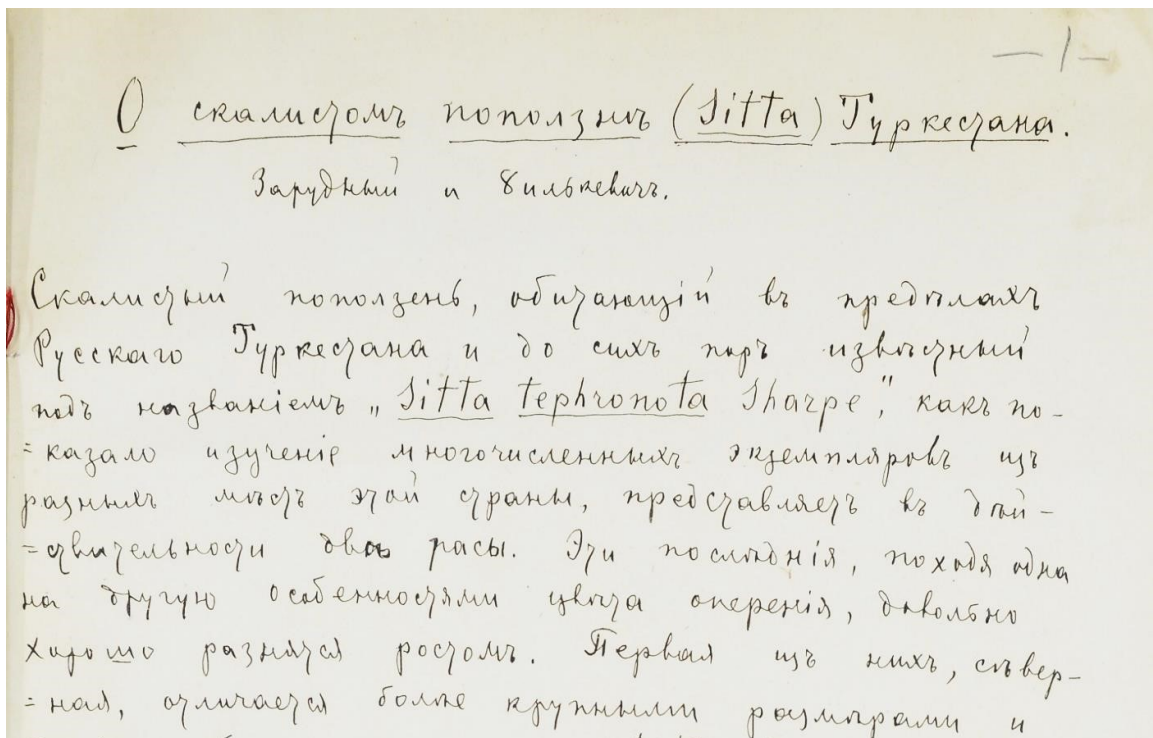 — 1 —
О скалистомъ поползнѣ (Sitta) Туркестана.
Зарудный и Билькевичъ.
Скалистый поползень, обитающій въ предѣлахъ
Русскаго Туркестана и до сихъ поръ извѣстный
подъ названіемъ „Sitta tephronota Sharpe", какъ по-
=казало изученіе многочисленныхъ экземпляровъ изъ
разныхъ мѣстъ этой страны, представляетъ въ дѣй-
=ствительности двѣ расы. Эти послѣднія, походя одна
на другую особенностями цвѣта оперенія, довольно
хорошо разнятся ростомъ. Первая изъ нихъ, сѣвер-
=ная, отличается болѣе крупными размѣрами и